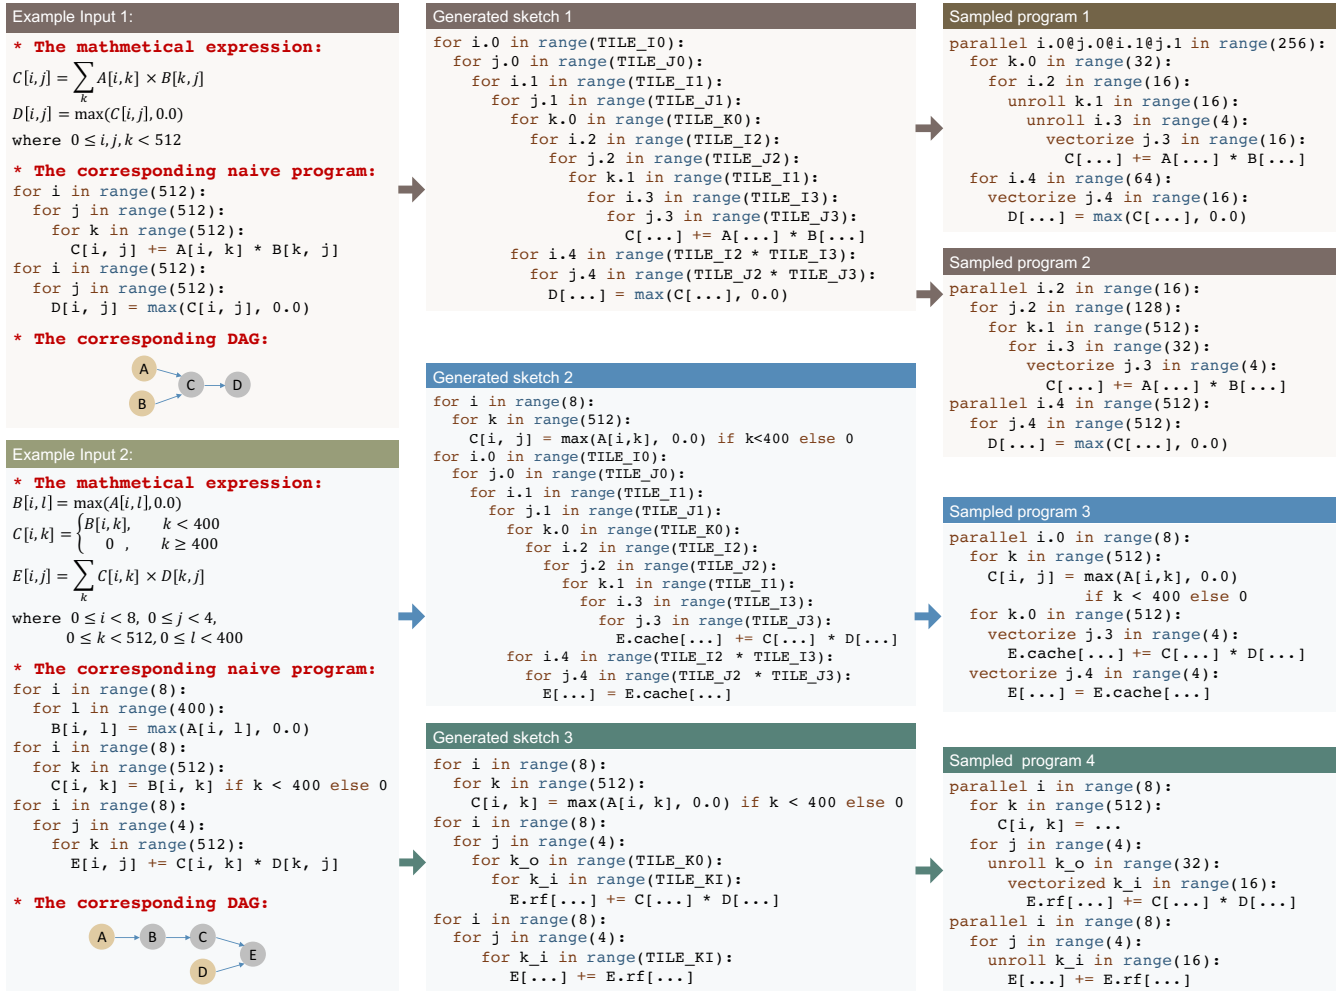 Example Input 1:
* The mathmetical expression:
C[i,j] = ∑ A[i,k] × B[k,j]
k
D[i,j] = max(C[i,j],0.0)
where 0 ≤ i,j,k < 512
* The corresponding naive program:
for i in range(512):
for j in range(512):
for k in range(512):
C[i, j] += A[i, k] * B[k, j]
for i in range(512):
for j in range(512):
D[i, j] = max(C[i, j], 0.0)
* The corresponding DAG:
A
B
C
D
Example Input 2:
* The mathmetical expression:
B[i,l] = max(A[i,l],0.0)
C[i,k] = { B[i,k], k < 400
0 , k ≥ 400
E[i,j] = ∑ C[i,k] × D[k,j]
k
where 0 ≤ i < 8, 0 ≤ j < 4,
0 ≤ k < 512, 0 ≤ l < 400
* The corresponding naive program:
for i in range(8):
for l in range(400):
B[i, l] = max(A[i, l], 0.0)
for i in range(8):
for k in range(512):
C[i, k] = B[i, k] if k < 400 else 0
for i in range(8):
for j in range(4):
for k in range(512):
E[i, j] += C[i, k] * D[k, j]
* The corresponding DAG:
A
B
C
D
E
Generated sketch 1
for i.0 in range(TILE_I0):
for j.0 in range(TILE_J0):
for i.1 in range(TILE_I1):
for j.1 in range(TILE_J1):
for k.0 in range(TILE_K0):
for i.2 in range(TILE_I2):
for j.2 in range(TILE_J2):
for k.1 in range(TILE_I1):
for i.3 in range(TILE_I3):
for j.3 in range(TILE_J3):
C[...] += A[...] * B[...]
for i.4 in range(TILE_I2 * TILE_I3):
for j.4 in range(TILE_J2 * TILE_J3):
D[...] = max(C[...], 0.0)
Generated sketch 2
for i in range(8):
for k in range(512):
C[i, j] = max(A[i,k], 0.0) if k<400 else 0
for i.0 in range(TILE_I0):
for j.0 in range(TILE_J0):
for i.1 in range(TILE_I1):
for j.1 in range(TILE_J1):
for k.0 in range(TILE_K0):
for i.2 in range(TILE_I2):
for j.2 in range(TILE_J2):
for k.1 in range(TILE_I1):
for i.3 in range(TILE_I3):
for j.3 in range(TILE_J3):
E.cache[...] += C[...] * D[...]
for i.4 in range(TILE_I2 * TILE_I3):
for j.4 in range(TILE_J2 * TILE_J3):
E[...] = E.cache[...]
Generated sketch 3
for i in range(8):
for k in range(512):
C[i, k] = max(A[i, k], 0.0) if k < 400 else 0
for i in range(8):
for j in range(4):
for k_o in range(TILE_K0):
for k_i in range(TILE_KI):
E.rf[...] += C[...] * D[...]
for i in range(8):
for j in range(4):
for k_i in range(TILE_KI):
E[...] += E.rf[...]
Sampled program 1
parallel i.0@j.0@i.1@j.1 in range(256):
for k.0 in range(32):
for i.2 in range(16):
unroll k.1 in range(16):
unroll i.3 in range(4):
vectorize j.3 in range(16):
C[...] += A[...] * B[...]
for i.4 in range(64):
vectorize j.4 in range(16):
D[...] = max(C[...], 0.0)
Sampled program 2
parallel i.2 in range(16):
for j.2 in range(128):
for k.1 in range(512):
for i.3 in range(32):
vectorize j.3 in range(4):
C[...] += A[...] * B[...]
parallel i.4 in range(512):
for j.4 in range(512):
D[...] = max(C[...], 0.0)
Sampled program 3
parallel i.0 in range(8):
for k in range(512):
C[i, j] = max(A[i,k], 0.0)
if k < 400 else 0
for k.0 in range(512):
vectorize j.3 in range(4):
E.cache[...] += C[...] * D[...]
vectorize j.4 in range(4):
E[...] = E.cache[...]
Sampled program 4
parallel i in range(8):
for k in range(512):
C[i, k] = ...
for j in range(4):
unroll k_o in range(32):
vectorized k_i in range(16):
E.rf[...] += C[...] * D[...]
parallel i in range(8):
for j in range(4):
unroll k_i in range(16):
E[...] += E.rf[...]